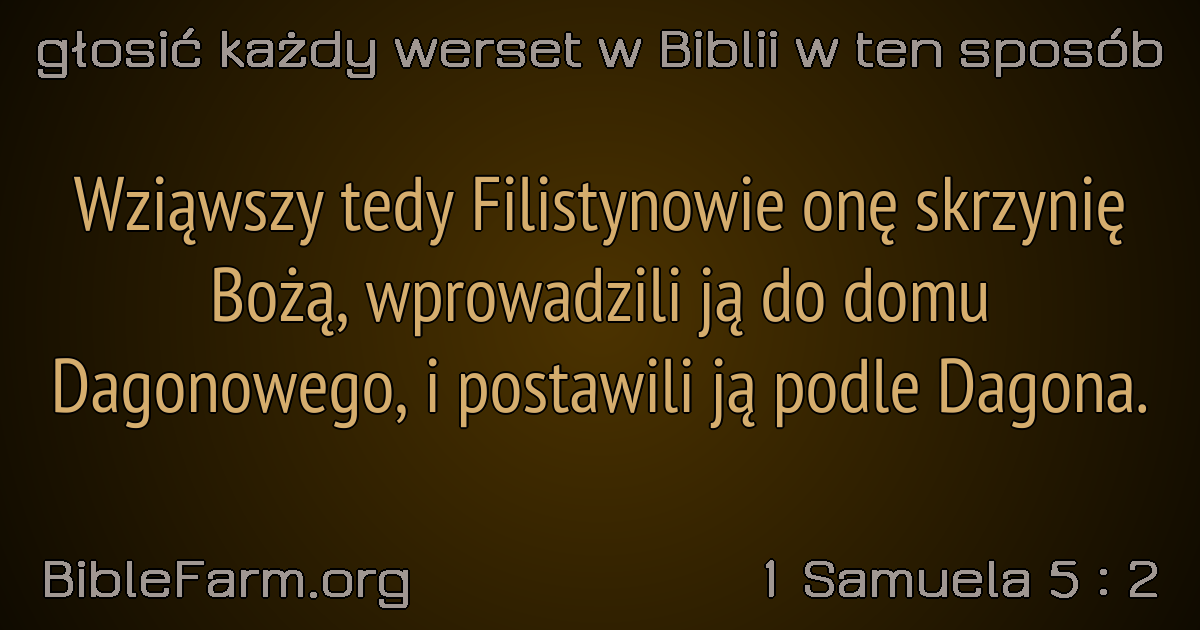 głosić każdy werset w Biblii w ten sposób
Wziąwszy tedy Filistynowie onę skrzynię
Bożą, wprowadzili ją do domu
Dagonowego, i postawili ją podle Dagona.
BibleFarm.org
1 Samuela 5 : 2